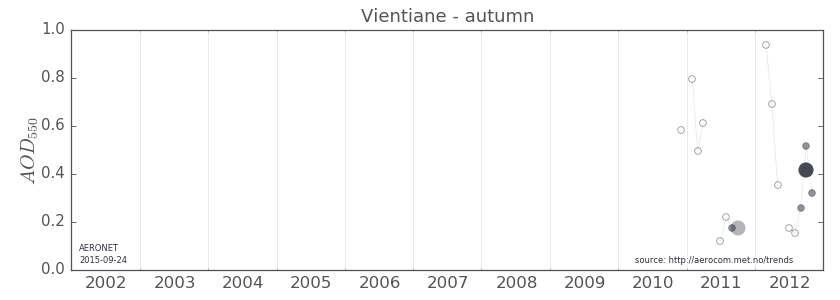 Vientiane - autumn
1.0
0.8
0.6
0.4
0.2
0.0
AOD550
AERONET
2015-09-24
source: http://aerocom.met.no/trends
2002 2003 2004 2005 2006 2007 2008 2009 2010 2011 2012